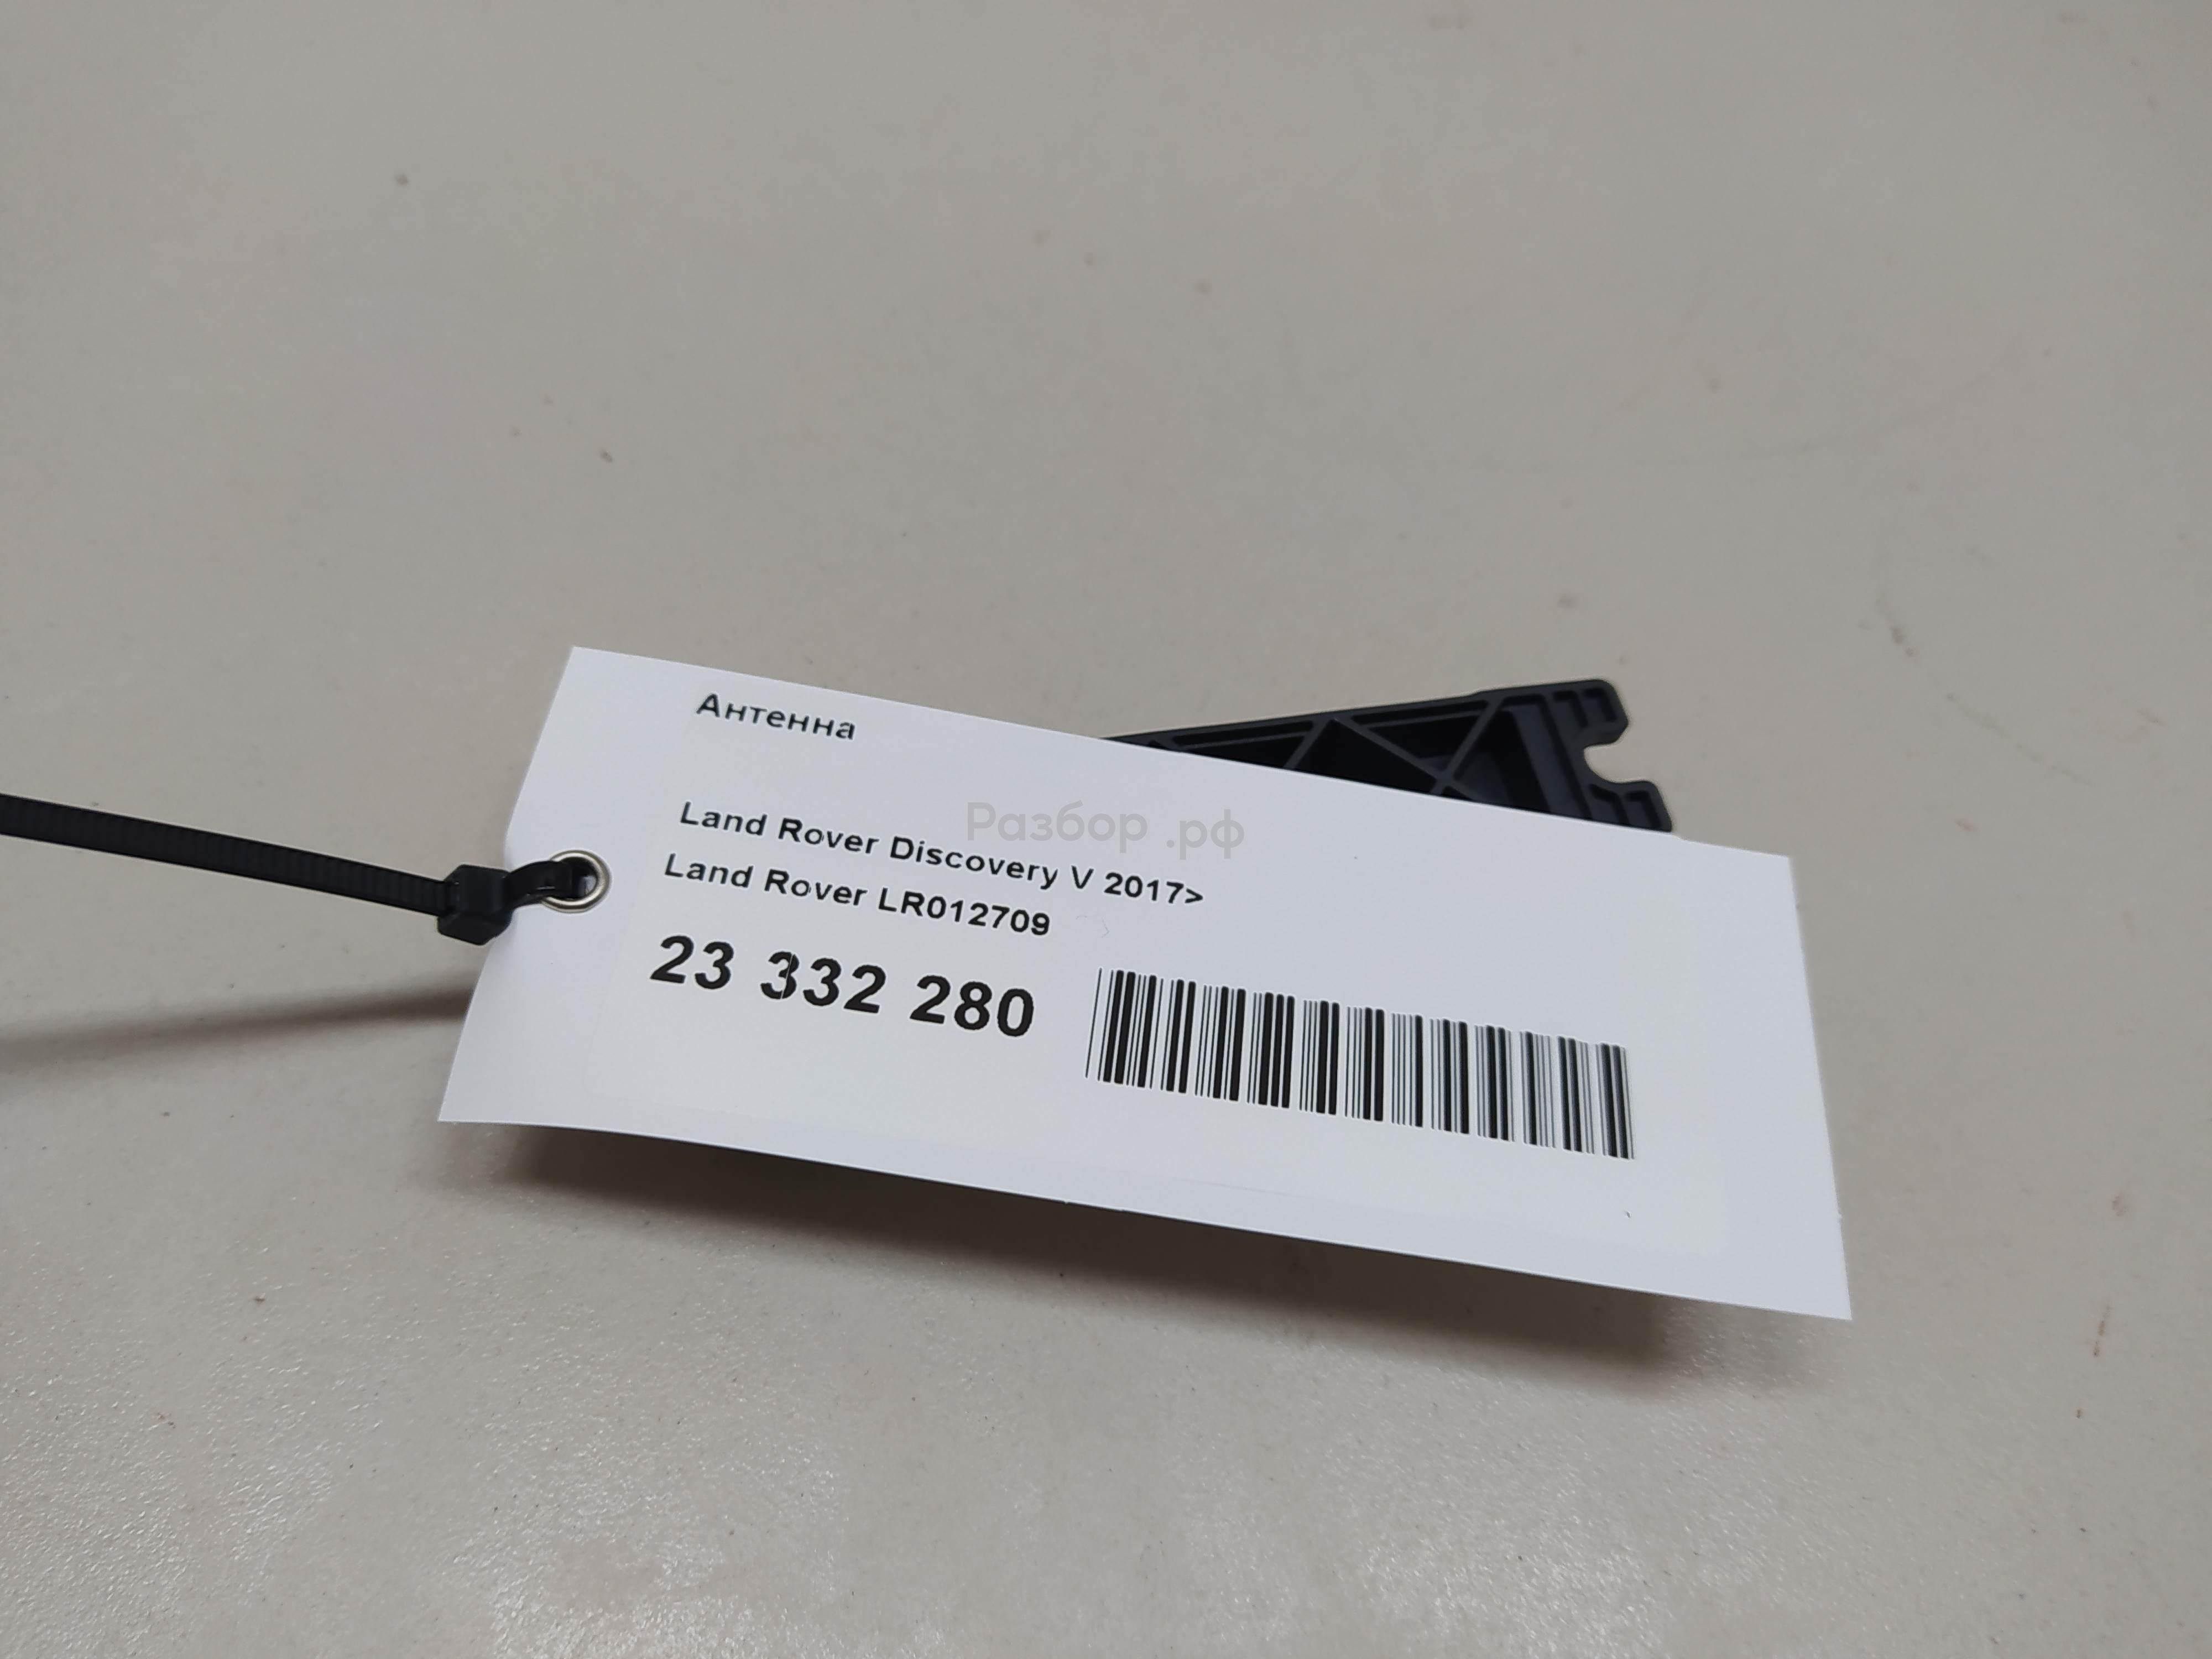 Антенна
Разбор.рф
Land Rover Discovery V 2017>
Land Rover LR012709
23 332 280